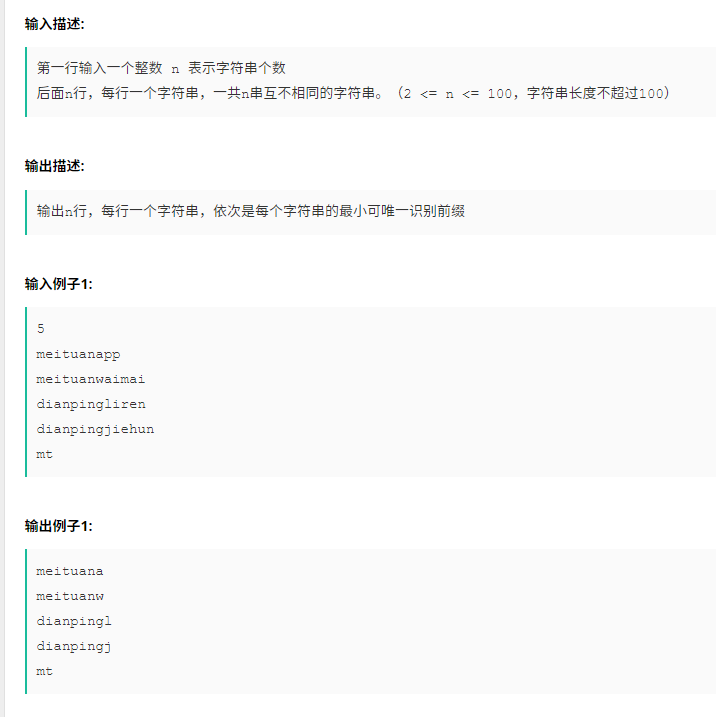 输入描述:
第一行输入一个整数 n 表示字符串个数
后面n行，每行一个字符串，一共n串互不相同的字符串。（2 <= n <= 100，字符串长度不超过100）
输出描述:
输出n行，每行一个字符串，依次是每个字符串的最小可唯一识别前缀
输入例子1:
5
meituanapp
meituanwaimai
dianpingliren
dianpingjiehun
mt
输出例子1:
meituana
meituanw
dianpingl
dianpingj
mt